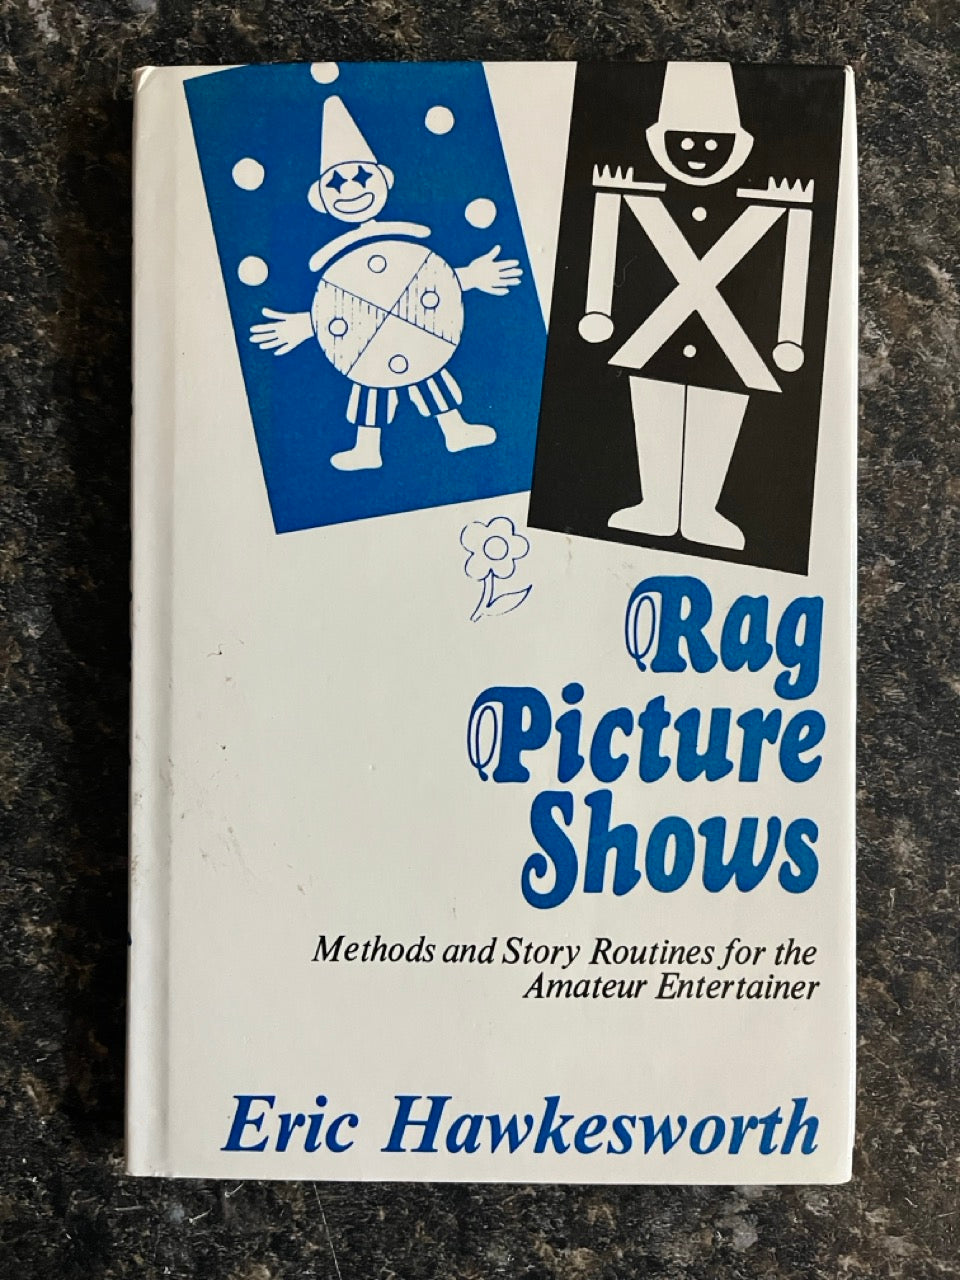 Rag
Picture
Shows
Methods and Story Routines for the
Amateur Entertainer
Eric Hawkesworth